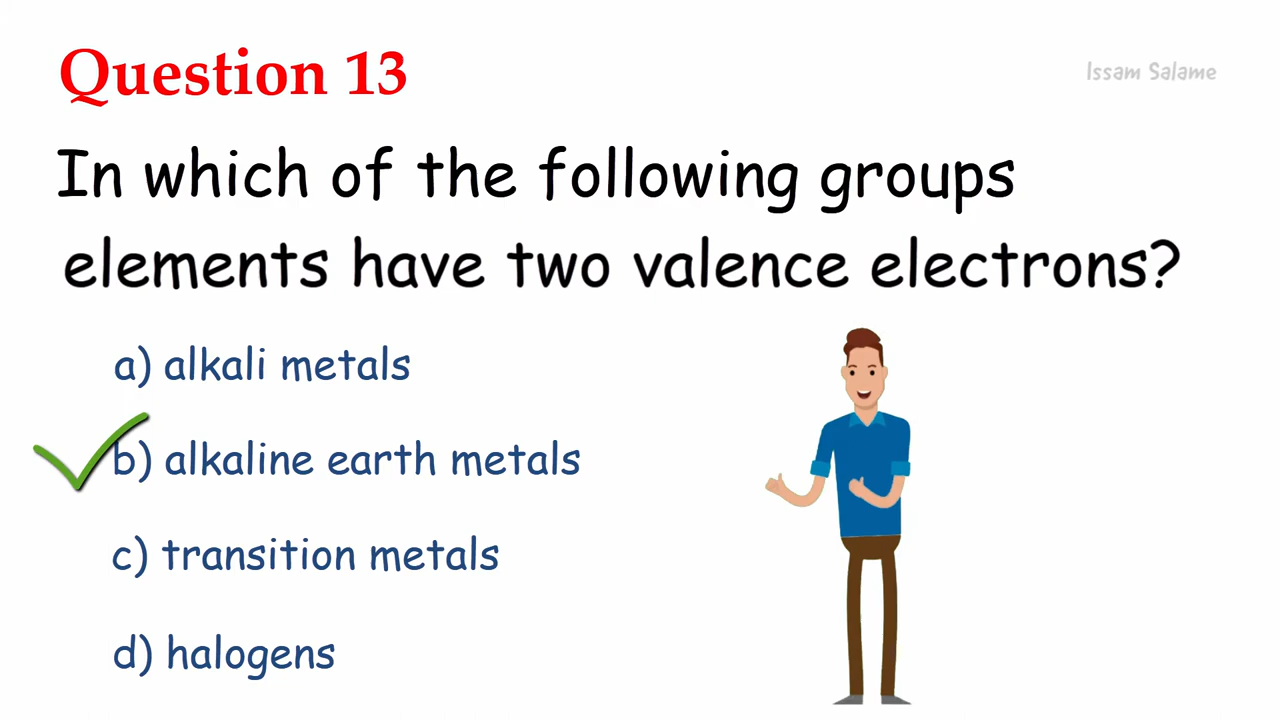 Question 13
Issam Salame
In which of the following groups
elements have two valence electrons?
a) alkali metals
b) alkaline earth metals
c) transition metals
d) halogens